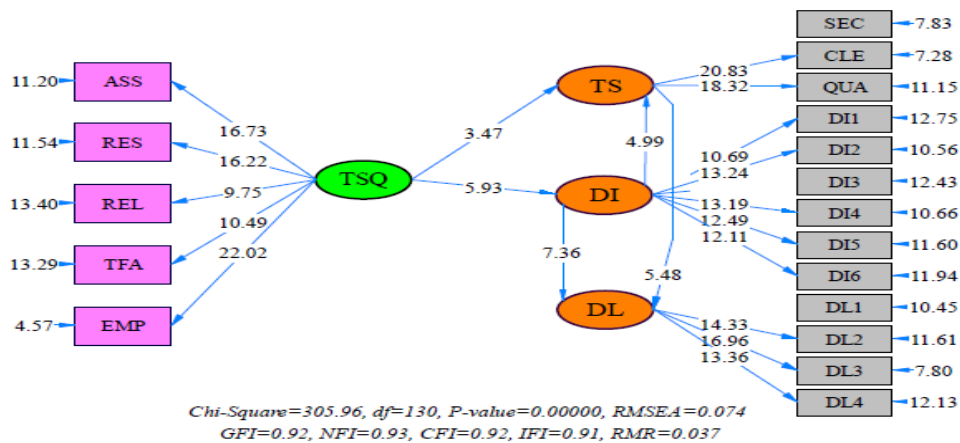 SEC 7.83
CLE 7.28
QUA 11.15
DI1 12.75
DI2 10.56
DI3 12.43
DI4 10.66
DI5 11.60
DI6 11.94
DL1 10.45
DL2 11.61
DL3 7.80
DL4 12.13
11.20 ASS
11.54 RES
13.40 REL
13.29 TFA
4.57 EMP
16.73
16.22
9.75
10.49
22.02
TSQ
3.47
5.93
TS
DI
DL
4.99
7.36
5.48
20.83
18.32
10.69
13.24
13.19
12.49
12.11
14.33
16.96
13.36
Chi-Square=305.96, df=130, P-value=0.00000, RMSEA=0.074
GFI=0.92, NFI=0.93, CFI=0.92, IFI=0.91, RMR=0.037